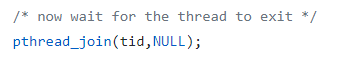 /* now wait for the thread to exit */
pthread_join(tid,NULL);